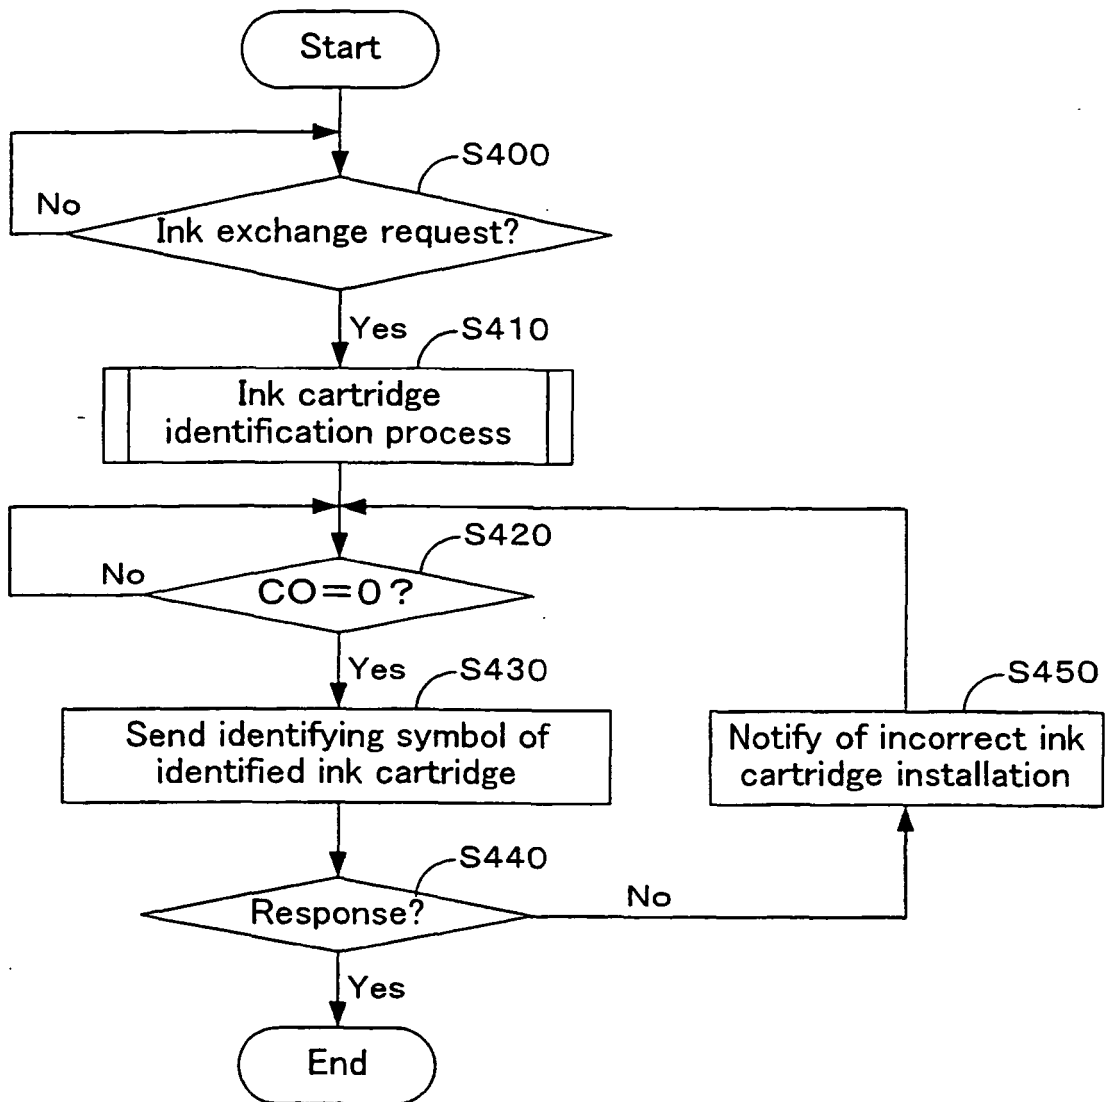 Start
S400
No
Ink exchange request?
Yes
S410
Ink cartridge
identification process
S420
No
CO=0?
Yes
S430
Send identifying symbol of
identified ink cartridge
S450
Notify of incorrect ink
cartridge installation
S440
Response?
No
Yes
End